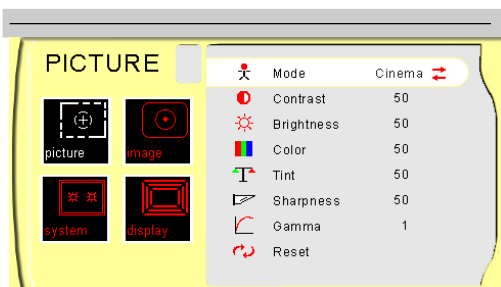 PICTURE
picture
image
system
display
Mode Cinema
Contrast 50
Brightness 50
Color 50
Tint 50
Sharpness 50
Gamma 1
Reset